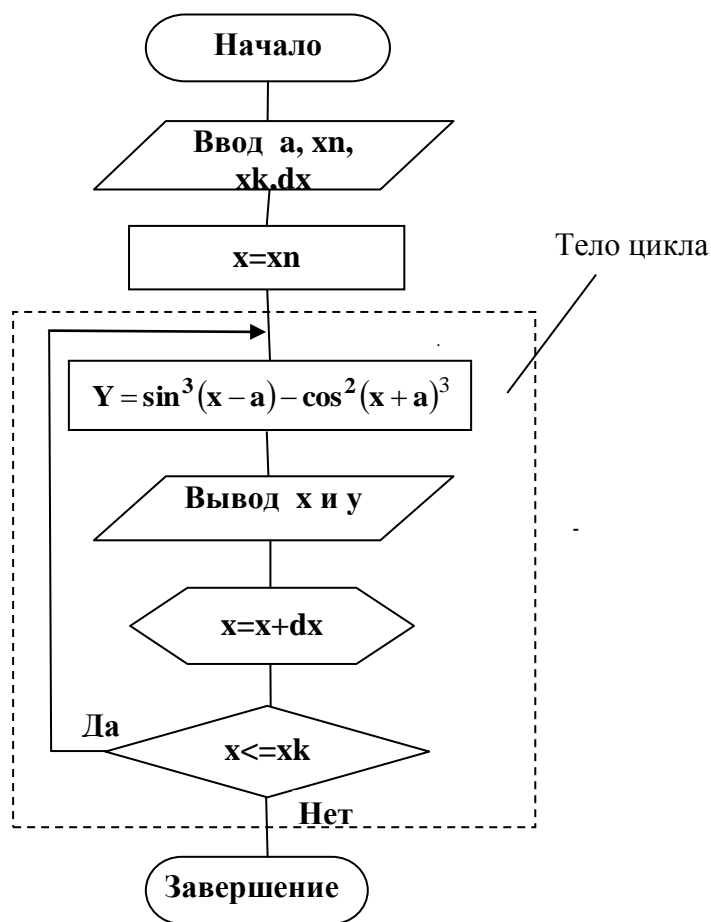 Начало
Ввод a, xn,
xk,dx
x=xn
Тело цикла
Y = sin³(x − a) − cos²(x + a)³
Вывод x и y
x=x+dx
Да
x<=xk
Нет
Завершение